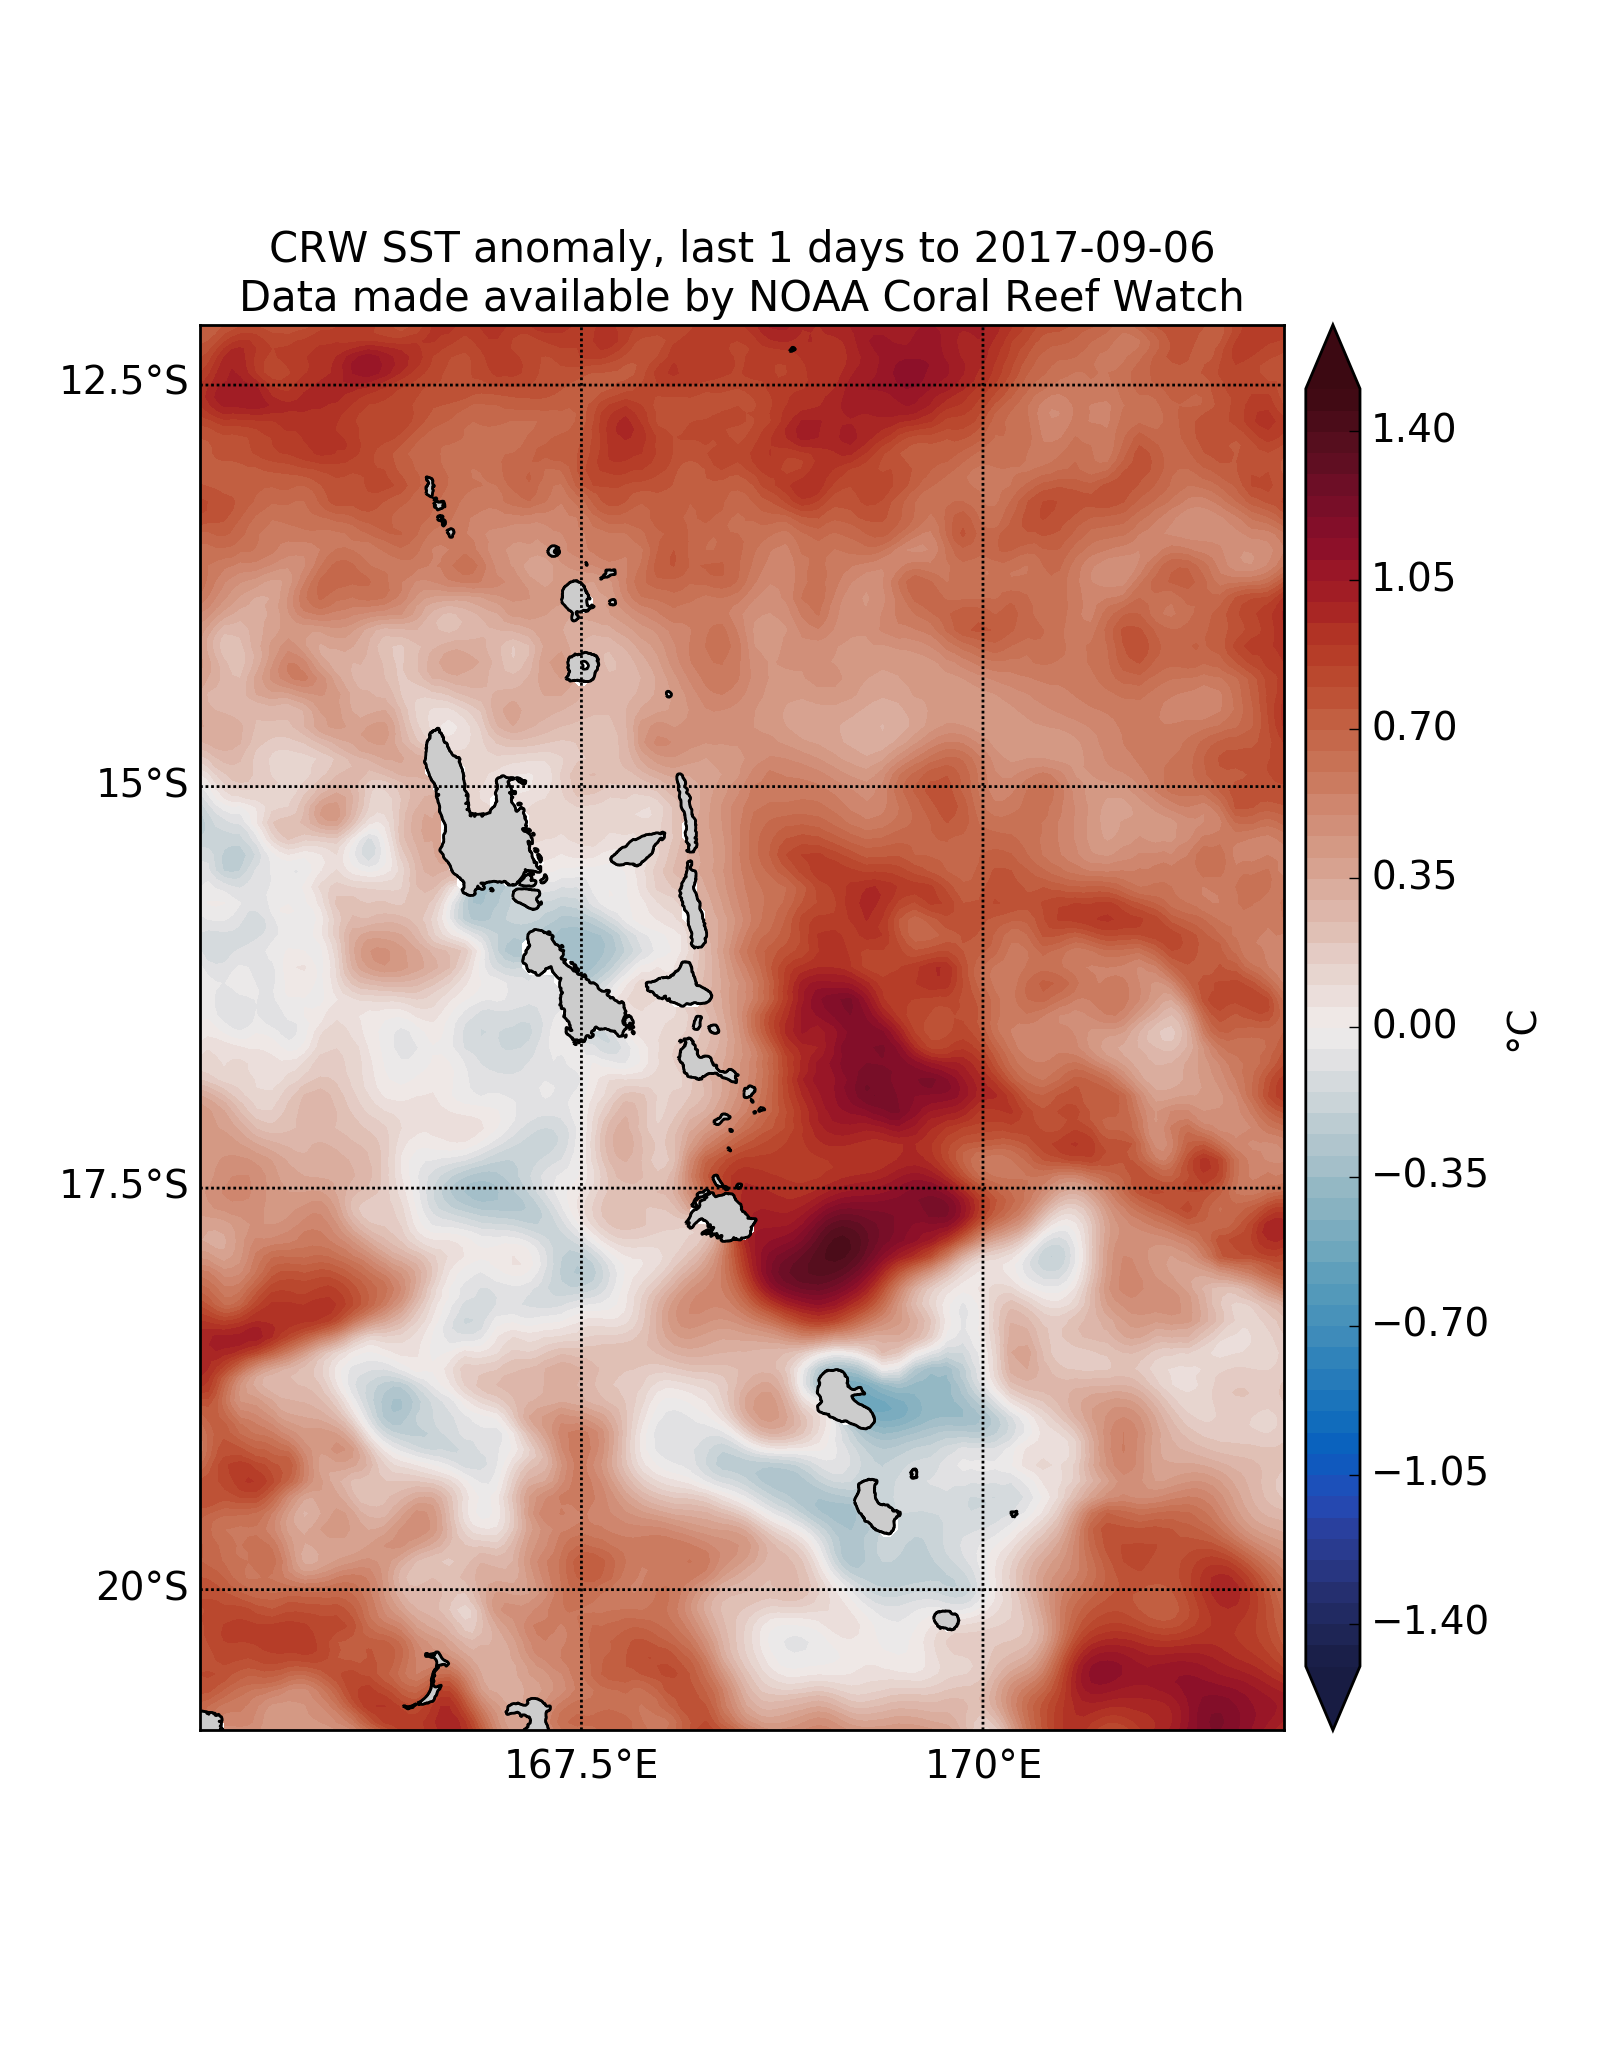 CRW SST anomaly, last 1 days to 2017-09-06
Data made available by NOAA Coral Reef Watch
12.5°S
15°S
17.5°S
20°S
167.5°E
170°E
1.40
1.05
0.70
0.35
0.00
−0.35
−0.70
−1.05
−1.40
°C